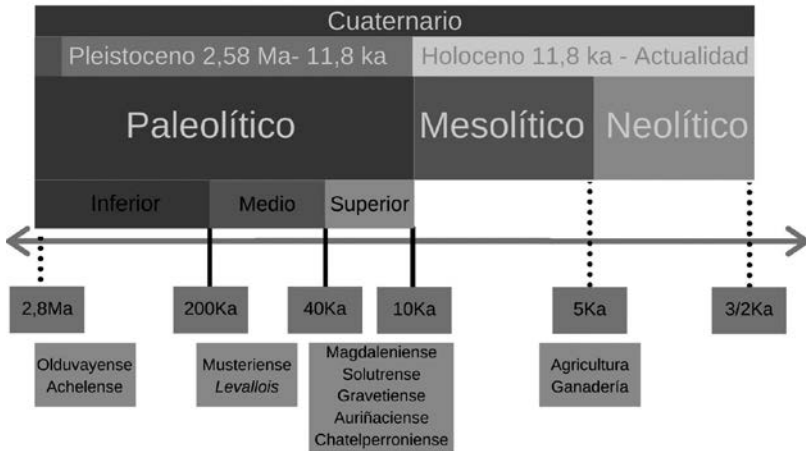 Cuaternario
Pleistoceno 2,58 Ma- 11,8 ka
Holoceno 11,8 ka - Actualidad
Paleolítico
Mesolítico
Neolítico
Inferior
Medio
Superior
2,8Ma
200Ka
40Ka
10Ka
5Ka
3/2Ka
Olduvayense
Achelense
Musteriense
Levallois
Magdaleniense
Solutrense
Gravetiense
Auriñaciense
Chatelperroniense
Agricultura
Ganadería